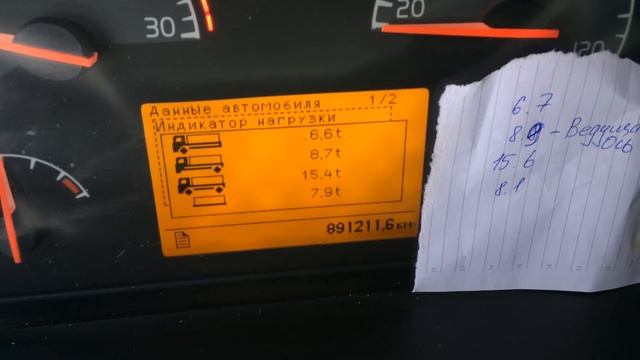 30
20
120
Данные автомобиля 1/2
Индикатор нагрузки
6,6t
8,7t
15,4t
7,9t
891211,6 км
6.7
8.9 - Ведуща
Ось
15.6
8.1